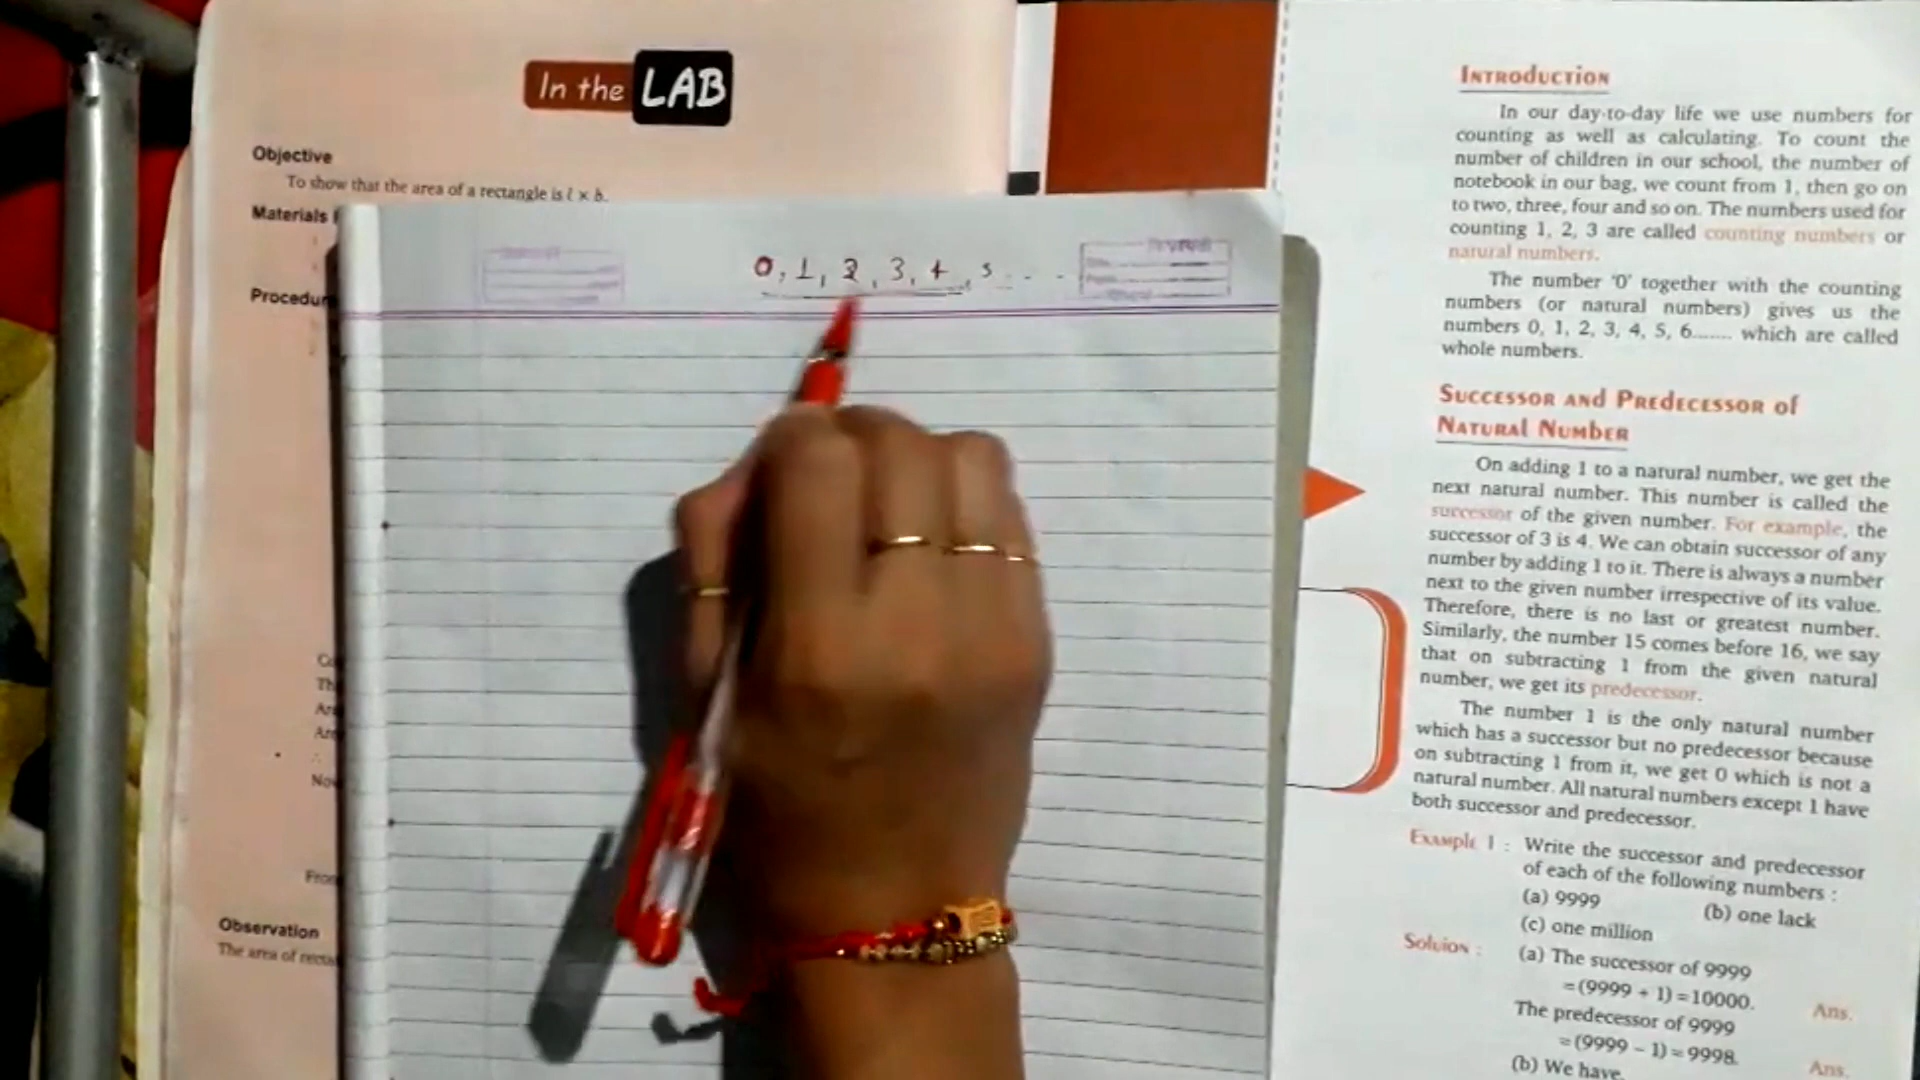 In the LAB
Objective
To show that the area of a rectangle is l × b.
Materials
Procedur
Co
Th
Are
Are
Now
From
Observation
The area of recta
0, 1, 2, 3, 4, 5 . . . .
INTRODUCTION
In our day-to-day life we use numbers for
counting as well as calculating. To count the
number of children in our school, the number of
notebook in our bag, we count from 1, then go on
to two, three, four and so on. The numbers used for
counting 1, 2, 3 are called counting numbers or
natural numbers.
The number '0' together with the counting
numbers (or natural numbers) gives us the
numbers 0, 1, 2, 3, 4, 5, 6....... which are called
whole numbers.
SUCCESSOR AND PREDECESSOR of
NATURAL NUMBER
On adding 1 to a natural number, we get the
next natural number. This number is called the
successor of the given number. For example, the
successor of 3 is 4. We can obtain successor of any
number by adding 1 to it. There is always a number
next to the given number irrespective of its value.
Therefore, there is no last or greatest number.
Similarly, the number 15 comes before 16, we say
that on subtracting 1 from the given natural
number, we get its predecessor.
The number 1 is the only natural number
which has a successor but no predecessor because
on subtracting 1 from it, we get 0 which is not a
natural number. All natural numbers except 1 have
both successor and predecessor.
EXAMPLE 1 : Write the successor and predecessor
of each of the following numbers :
(a) 9999 (b) one lack
(c) one million
Soluion : (a) The successor of 9999
= (9999 + 1) = 10000. Ans.
The predecessor of 9999
= (9999 – 1) = 9998. Ans.
(b) We have,